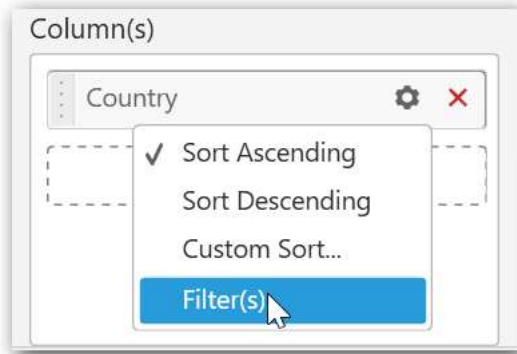 Column(s)
Country
Sort Ascending
Sort Descending
Custom Sort...
Filter(s)